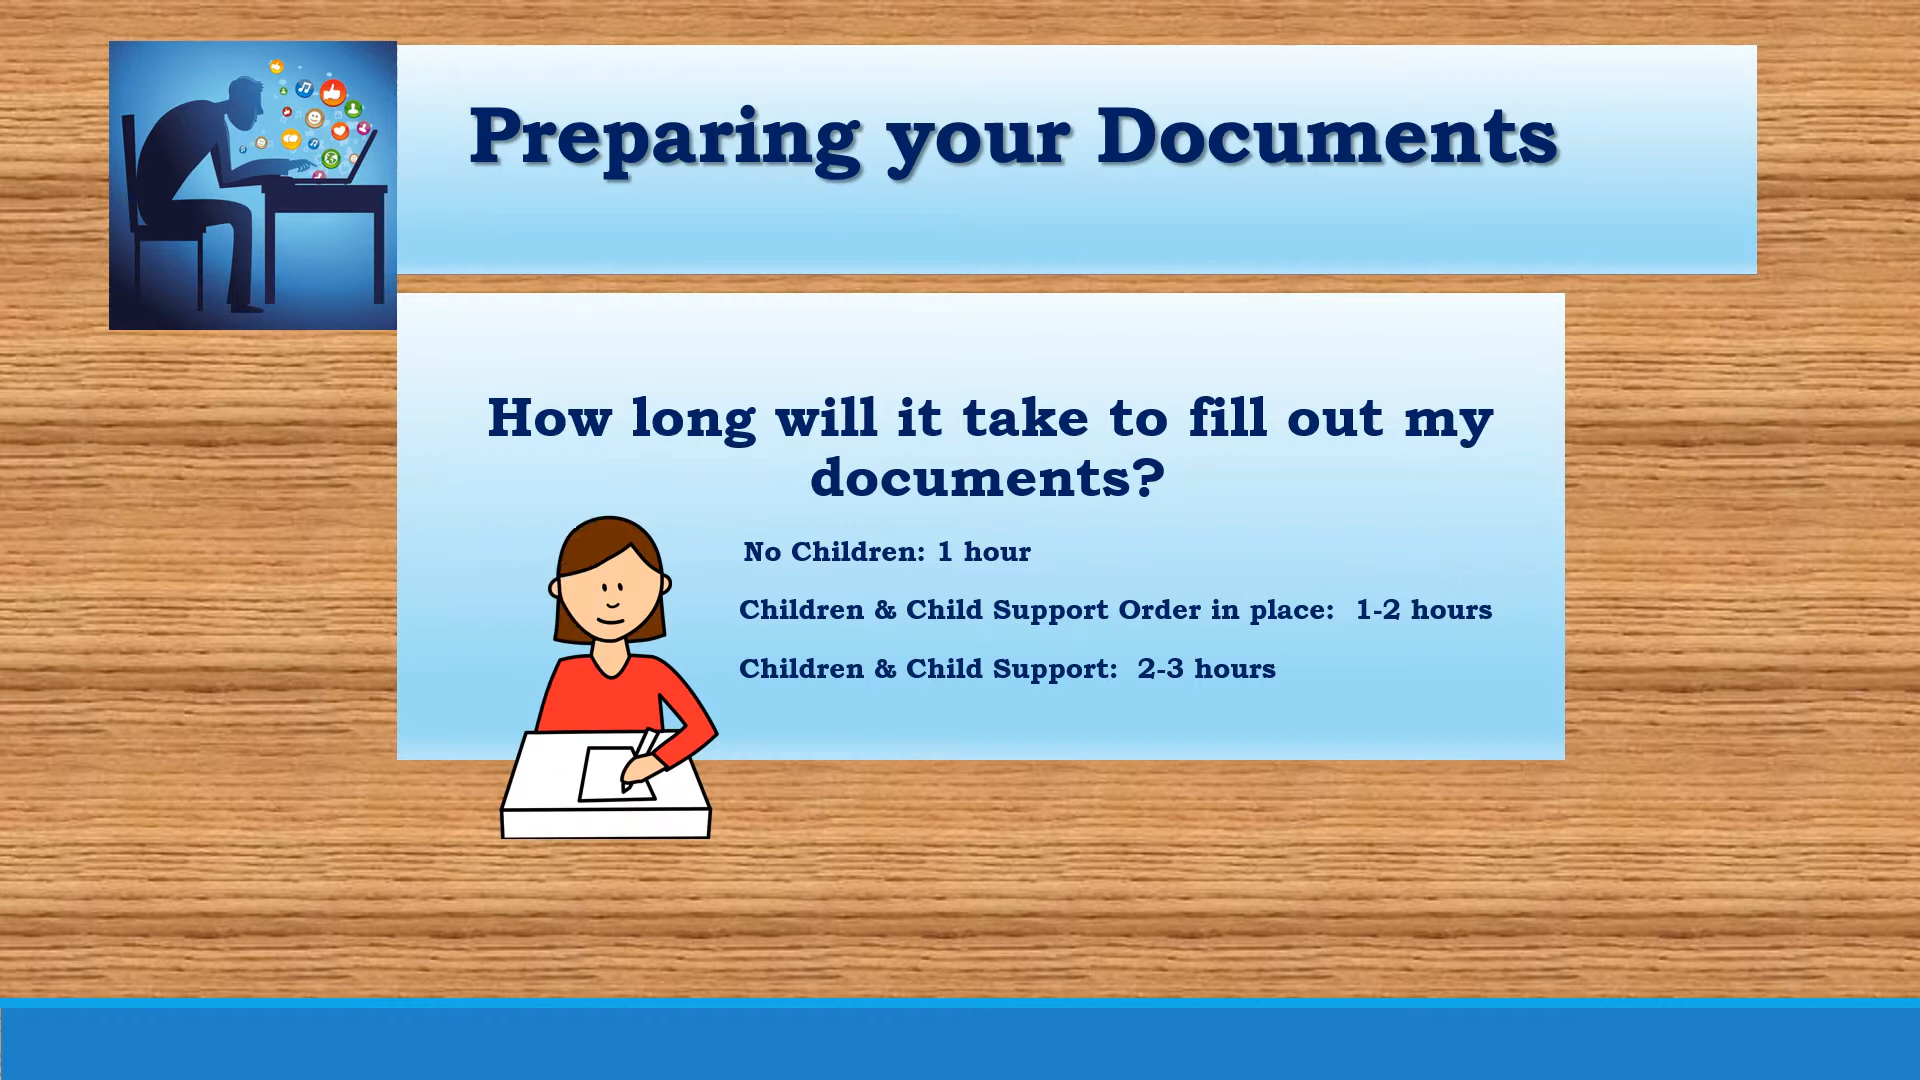 Preparing your Documents
How long will it take to fill out my
documents?
No Children: 1 hour
Children & Child Support Order in place: 1-2 hours
Children & Child Support: 2-3 hours